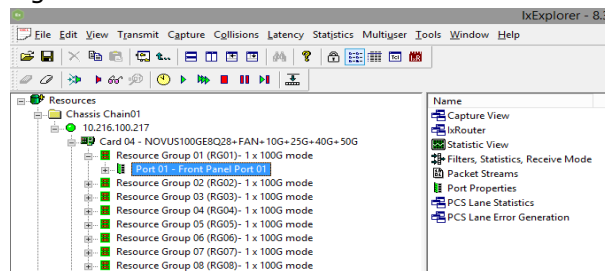 IxExplorer - 8.
File Edit View Transmit Capture Collisions Latency Statistics Multiuser Tools Window Help
Resources
Chassis Chain01
10.216.100.217
Card 04 - NOVUS100GE8Q28+FAN+10G+25G+40G+50G
Resource Group 01 (RG01)- 1 x 100G mode
Port 01 - Front Panel Port 01
Resource Group 02 (RG02)- 1 x 100G mode
Resource Group 03 (RG03)- 1 x 100G mode
Resource Group 04 (RG04)- 1 x 100G mode
Resource Group 05 (RG05)- 1 x 100G mode
Resource Group 06 (RG06)- 1 x 100G mode
Resource Group 07 (RG07)- 1 x 100G mode
Resource Group 08 (RG08)- 1 x 100G mode
Name
Capture View
IxRouter
Statistic View
Filters, Statistics, Receive Mode
Packet Streams
Port Properties
PCS Lane Statistics
PCS Lane Error Generation